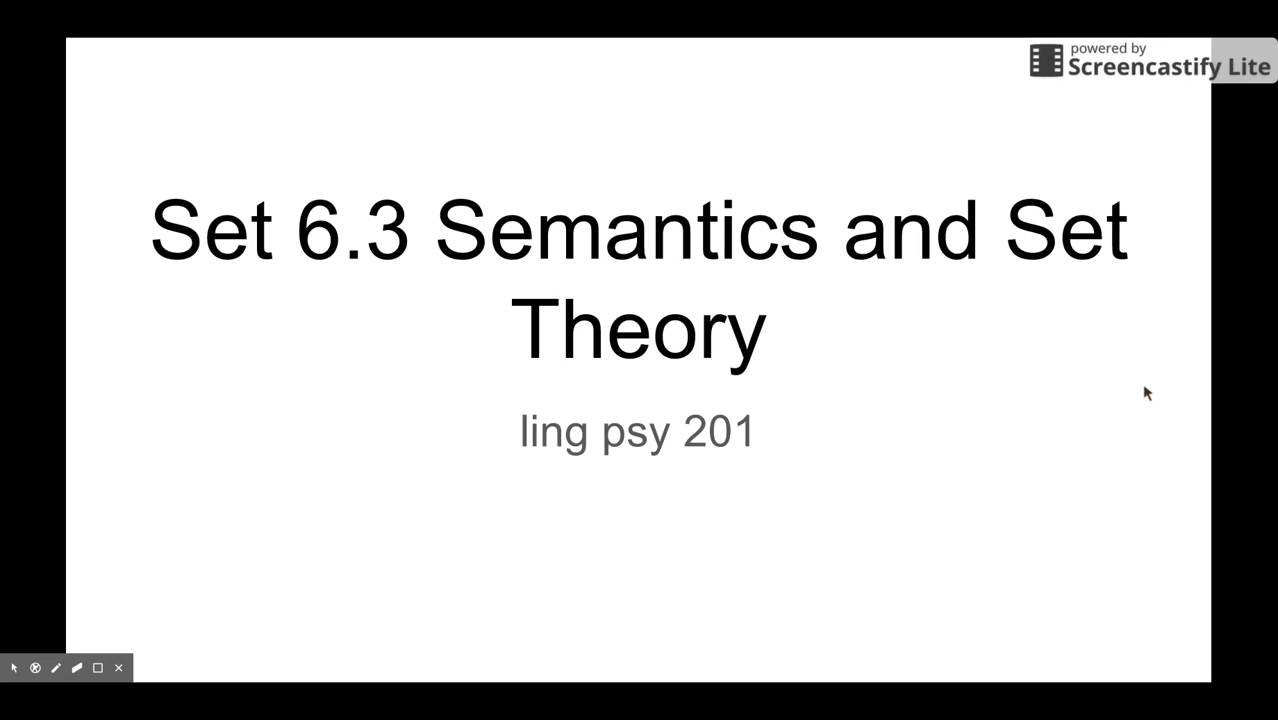 powered by
Screencastify Lite
Set 6.3 Semantics and Set
Theory
ling psy 201